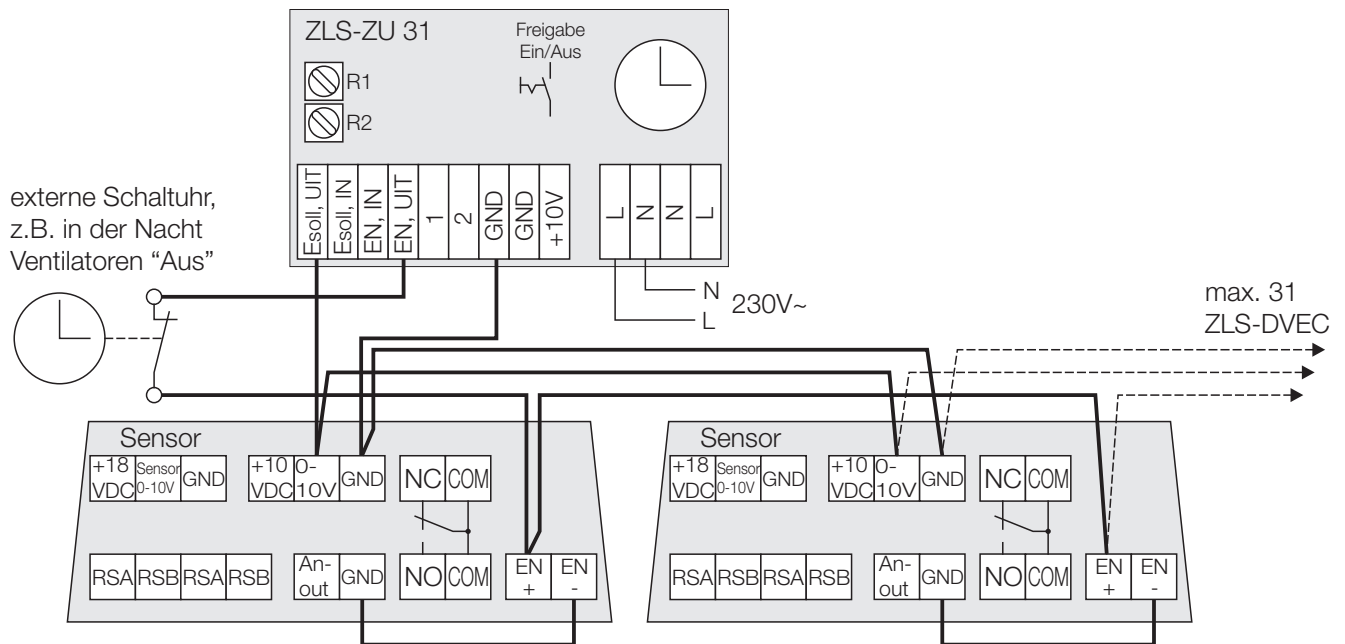 ZLS-ZU 31
Freigabe
Ein/Aus
R1
R2
Esoll, UIT
Esoll, IN
EN, IN
EN, UIT
1
2
GND
GND
+10V
L
N
N
L
externe Schaltuhr,
z.B. in der Nacht
Ventilatoren “Aus”
N
L
230V~
max. 31
ZLS-DVEC
Sensor
+18
VDC
Sensor
0-10V
GND
+10
VDC
0-
10V
GND
NC
COM
RSA
RSB
RSA
RSB
An-
out
GND
NO
COM
EN
+
EN
-
Sensor
+18
VDC
Sensor
0-10V
GND
+10
VDC
0-
10V
GND
NC
COM
RSA
RSB
RSA
RSB
An-
out
GND
NO
COM
EN
+
EN
-